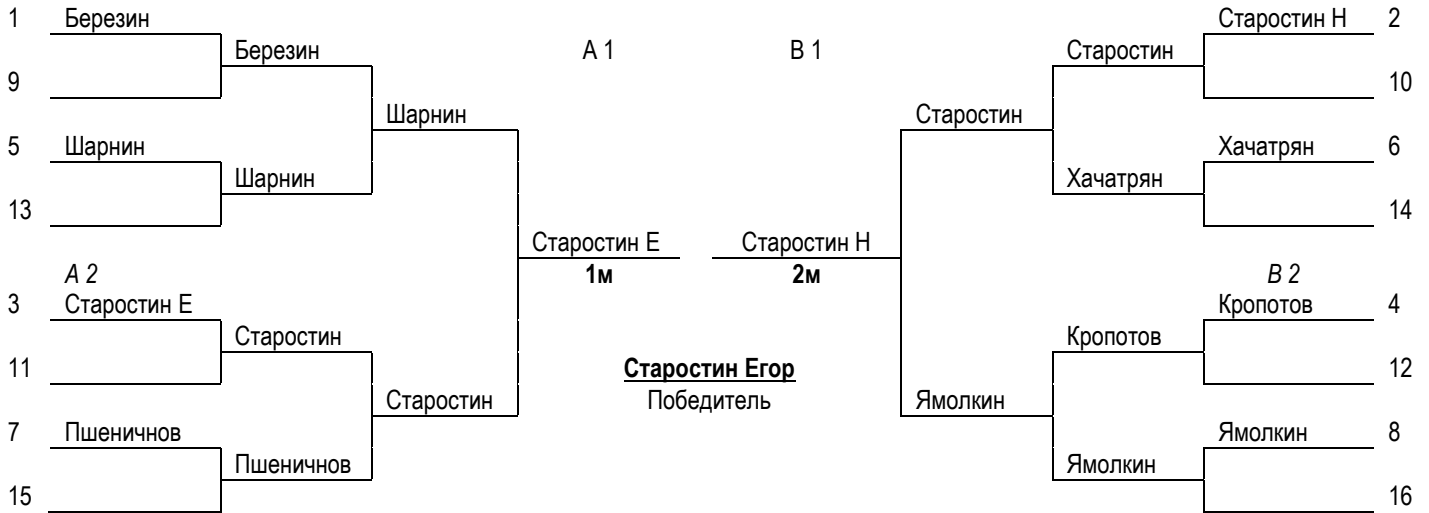 1 Березин Старостин Н 2
Березин А 1 В 1 Старостин
9 10
Шарнин Старостин
5 Шарнин Хачатрян 6
Шарнин Хачатрян
13 14
Старостин Е Старостин Н
А 2 1м 2м В 2
3 Старостин Е Кропотов 4
Старостин Кропотов
11 Старостин Егор 12
Старостин Победитель Ямолкин
7 Пшеничнов Ямолкин 8
Пшеничнов Ямолкин
15 16